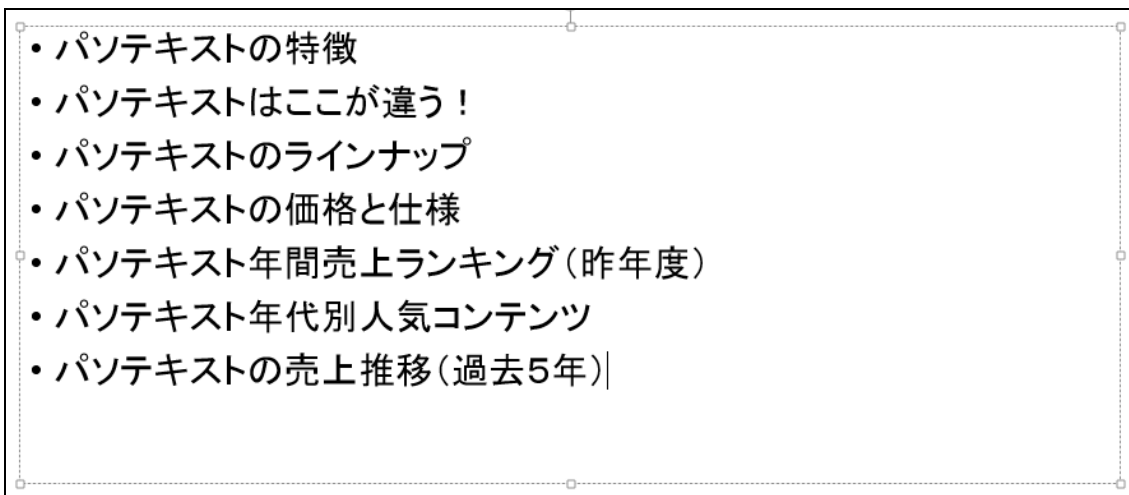 • パソテキストの特徴
• パソテキストはここが違う！
• パソテキストのラインナップ
• パソテキストの価格と仕様
• パソテキスト年間売上ランキング（昨年度）
• パソテキスト年代別人気コンテンツ
• パソテキストの売上推移（過去５年）